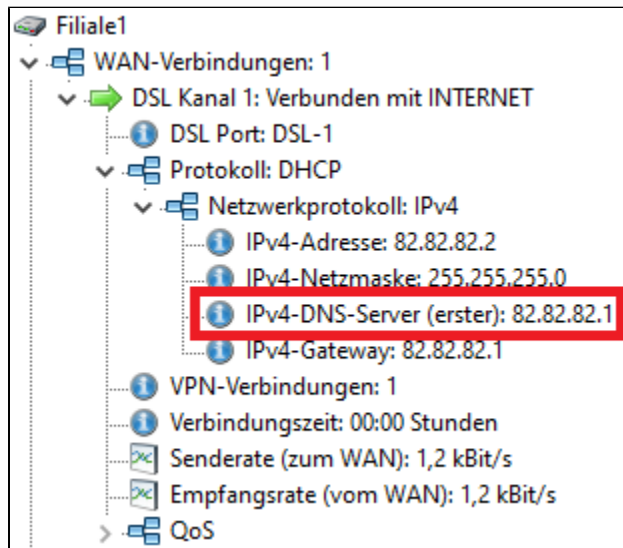 Filiale1
WAN-Verbindungen: 1
DSL Kanal 1: Verbunden mit INTERNET
DSL Port: DSL-1
Protokoll: DHCP
Netzwerkprotokoll: IPv4
IPv4-Adresse: 82.82.82.2
IPv4-Netzmaske: 255.255.255.0
IPv4-DNS-Server (erster): 82.82.82.1
IPv4-Gateway: 82.82.82.1
VPN-Verbindungen: 1
Verbindungszeit: 00:00 Stunden
Senderate (zum WAN): 1,2 kBit/s
Empfangsrate (vom WAN): 1,2 kBit/s
QoS